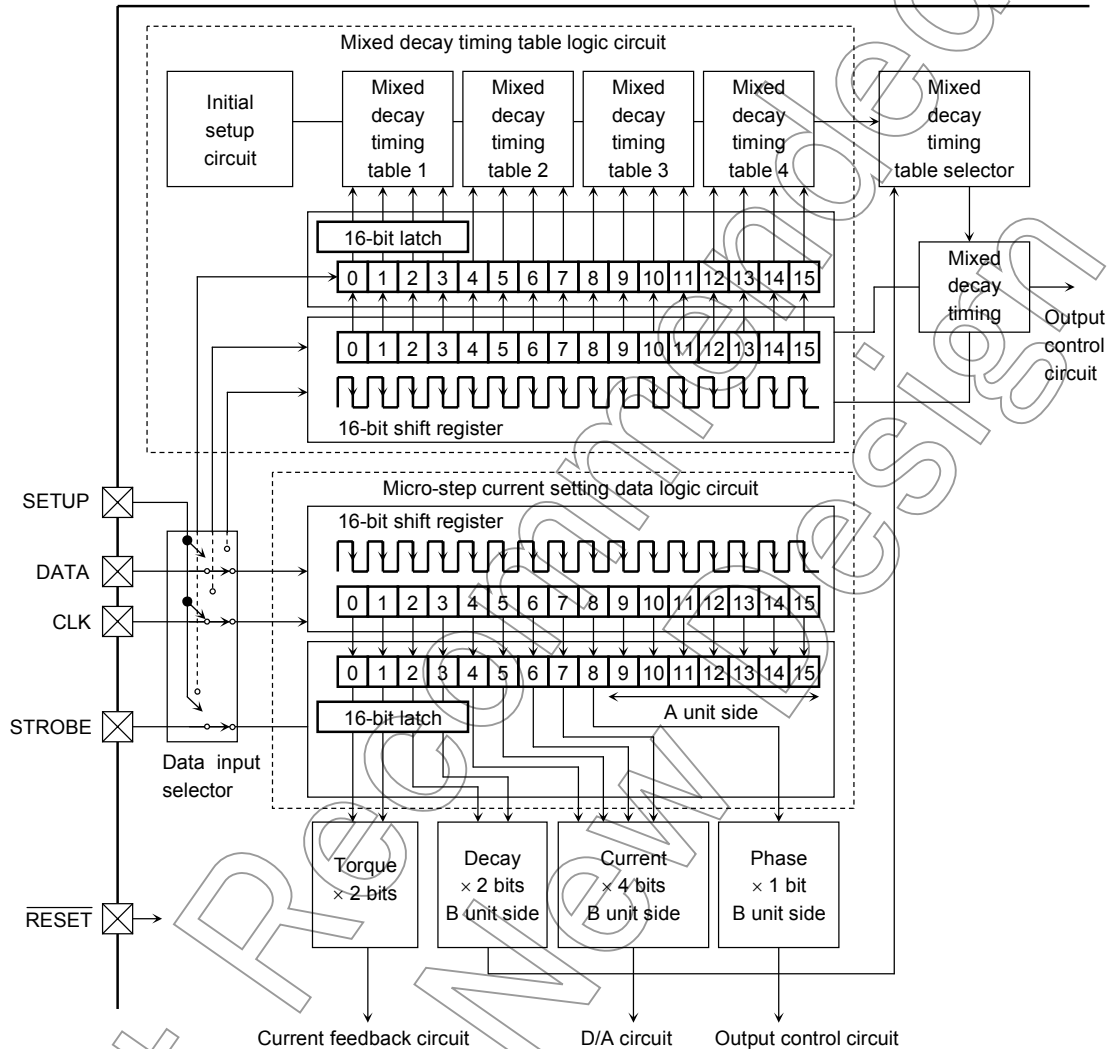 Mixed decay timing table logic circuit
Initial
setup
circuit
Mixed
decay
timing
table 1
Mixed
decay
timing
table 2
Mixed
decay
timing
table 3
Mixed
decay
timing
table 4
Mixed
decay
timing
table selector
16-bit latch
0 1 2 3 4 5 6 7 8 9 10 11 12 13 14 15
Mixed
decay
timing
Output
control
circuit
0 1 2 3 4 5 6 7 8 9 10 11 12 13 14 15
16-bit shift register
Micro-step current setting data logic circuit
SETUP
DATA
CLK
STROBE
RESET
Data input
selector
16-bit shift register
0 1 2 3 4 5 6 7 8 9 10 11 12 13 14 15
0 1 2 3 4 5 6 7 8 9 10 11 12 13 14 15
A unit side
16-bit latch
Torque
× 2 bits
Decay
× 2 bits
B unit side
Current
× 4 bits
B unit side
Phase
× 1 bit
B unit side
Current feedback circuit
D/A circuit
Output control circuit
Recommended
New Design